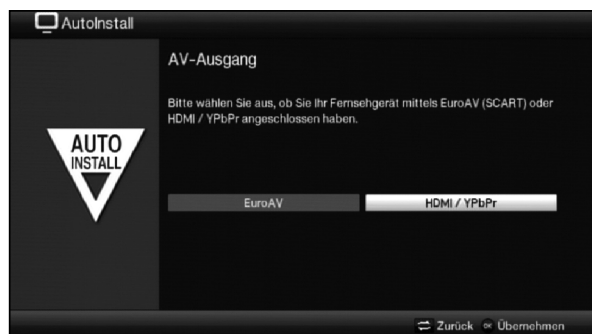 AutoInstall
AV-Ausgang
Bitte wählen Sie aus, ob Sie Ihr Fernsehgerät mittels EuroAV (SCART) oder
HDMI / YPbPr angeschlossen haben.
AUTO
INSTALL
EuroAV
HDMI / YPbPr
Zurück OK Übernehmen